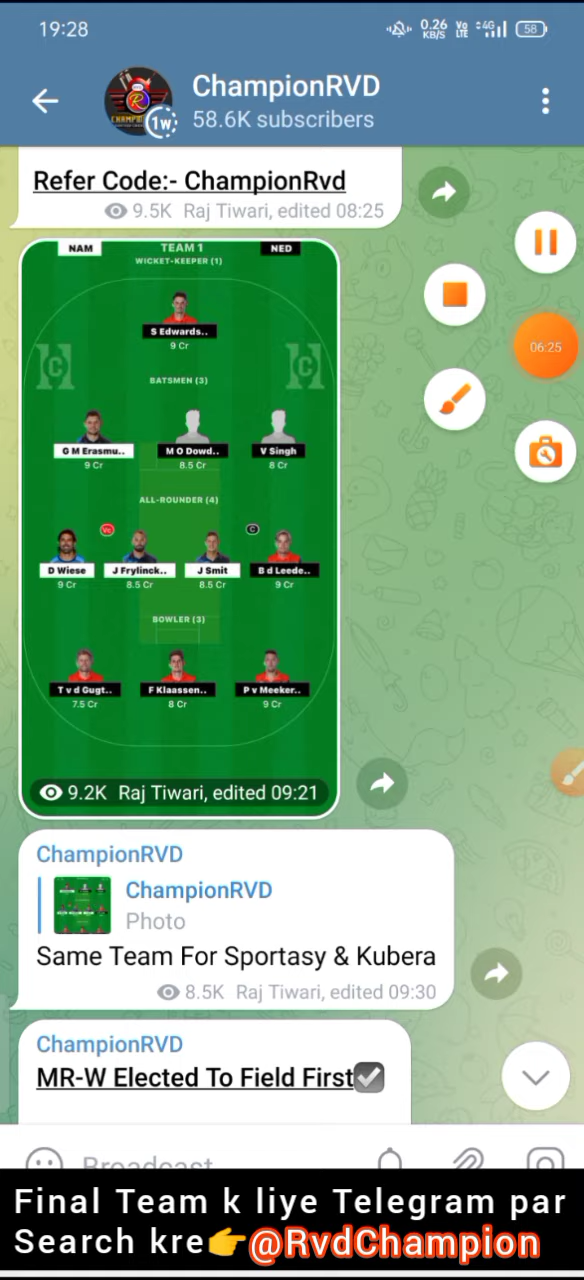 19:28
0.26 KB/S Vo LTE 4G 58
ChampionRVD
1w
58.6K subscribers
Refer Code:- ChampionRvd
9.5K Raj Tiwari, edited 08:25
NAM TEAM 1 NED
WICKET-KEEPER (1)
S Edwards..
9 Cr
BATSMEN (3)
G M Erasmu.. M O Dowd.. V Singh
9 Cr 8.5 Cr 8 Cr
ALL-ROUNDER (4)
Vc C
D Wiese J Frylinck.. J Smit B d Leede..
9 Cr 8.5 Cr 8.5 Cr 9 Cr
BOWLER (3)
T v d Gugt.. F Klaassen.. P v Meeker..
7.5 Cr 8 Cr 9 Cr
9.2K Raj Tiwari, edited 09:21
06:25
ChampionRVD
ChampionRVD
Photo
Same Team For Sportasy & Kubera
8.5K Raj Tiwari, edited 09:30
ChampionRVD
MR-W Elected To Field First
Broadcast
Final Team k liye Telegram par
Search kre👉@RvdChampion